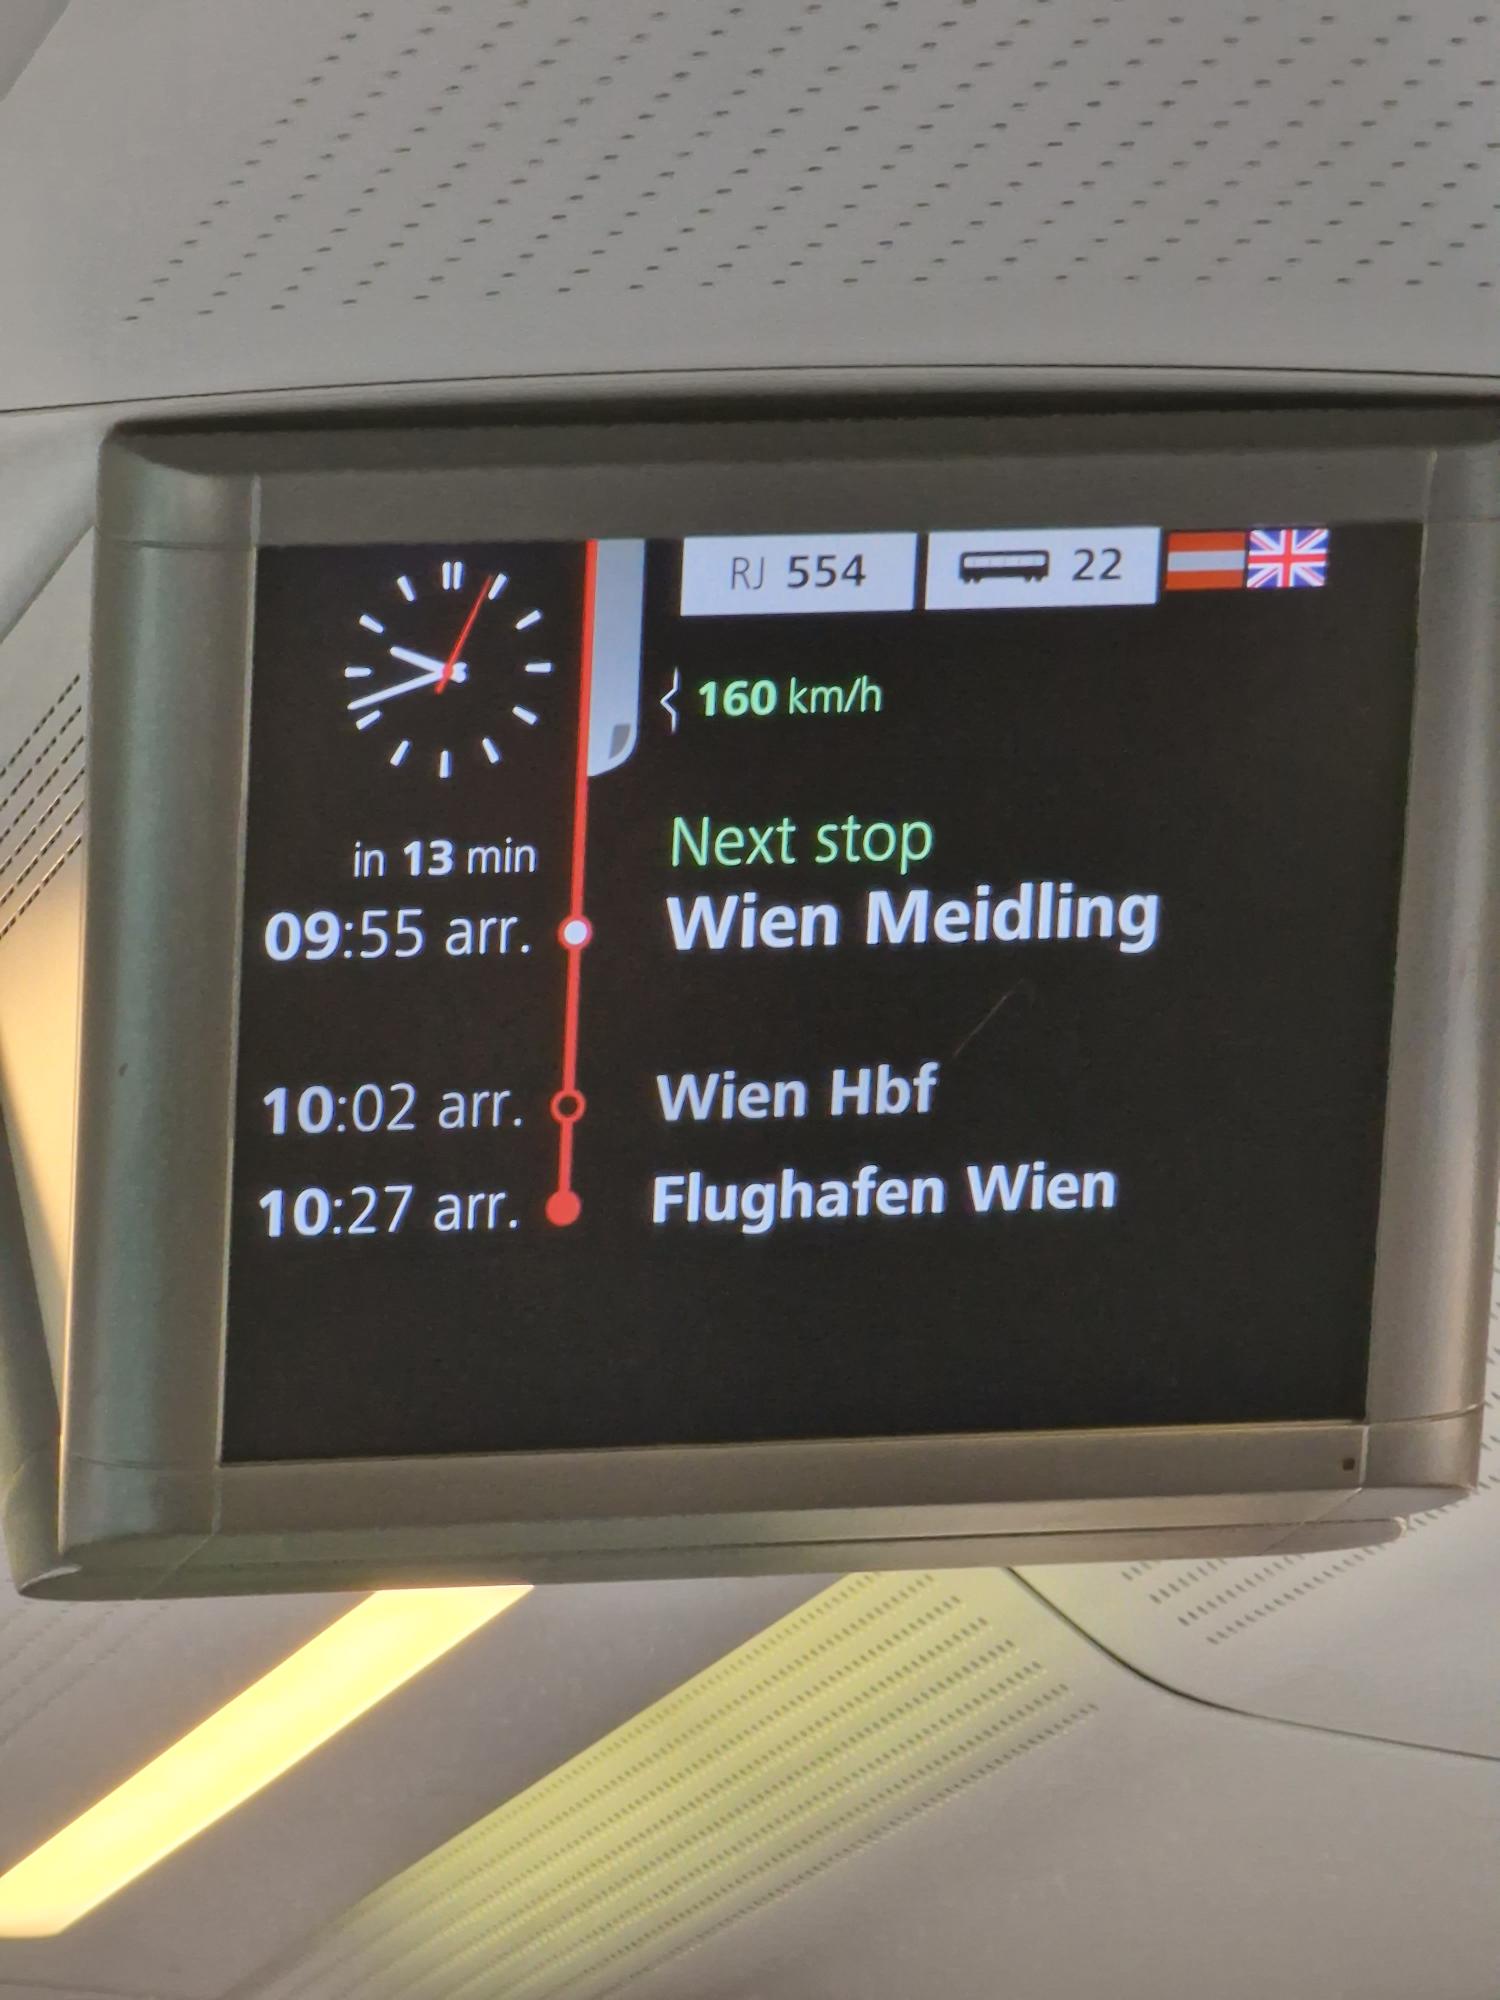 RJ 554
22
160 km/h
in 13 min
Next stop
09:55 arr.
Wien Meidling
10:02 arr.
Wien Hbf
10:27 arr.
Flughafen Wien